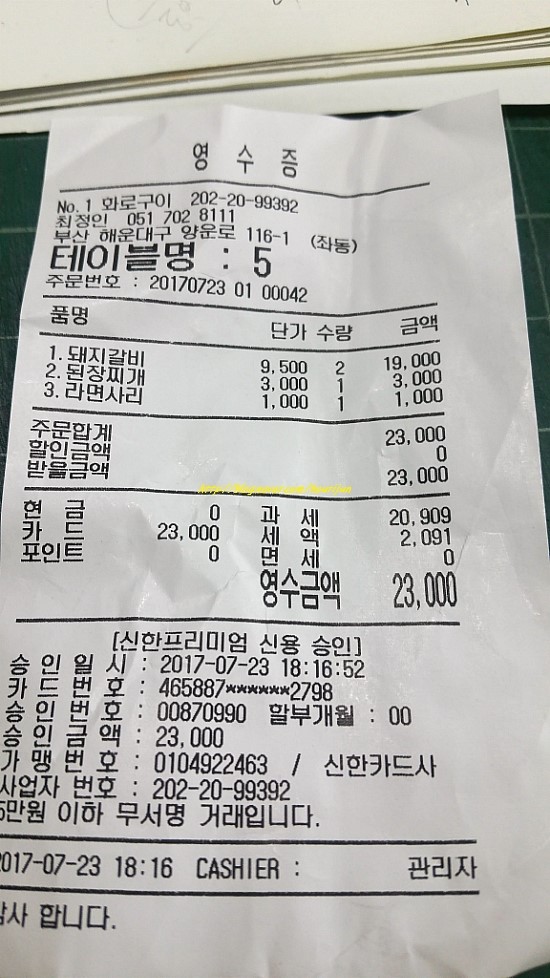 영 수 증
No.1 화로구이 202-20-99392
최정인 051 702 8111
부산 해운대구 양운로 116-1 (좌동)
테이블명 : 5
주문번호 : 20170723 01 00042
품명 단가 수량 금액
1. 돼지갈비 9,500 2 19,000
2. 된장찌개 3,000 1 3,000
3. 라면사리 1,000 1 1,000
주문합계 23,000
할인금액 0
받을금액 23,000
현 금 0 과 세 20,909
카 드 23,000 세 액 2,091
포인트 0 면 세 0
영수금액 23,000
[신한프리미엄 신용 승인]
승 인 일 시 : 2017-07-23 18:16:52
카 드 번 호 : 465887******2798
승 인 번 호 : 00870990 할부개월 : 00
승 인 금 액 : 23,000
가 맹 번 호 : 0104922463 / 신한카드사
사업자 번호 : 202-20-99392
5만원 이하 무서명 거래입니다.
2017-07-23 18:16 CASHIER : 관리자
감사 합니다.